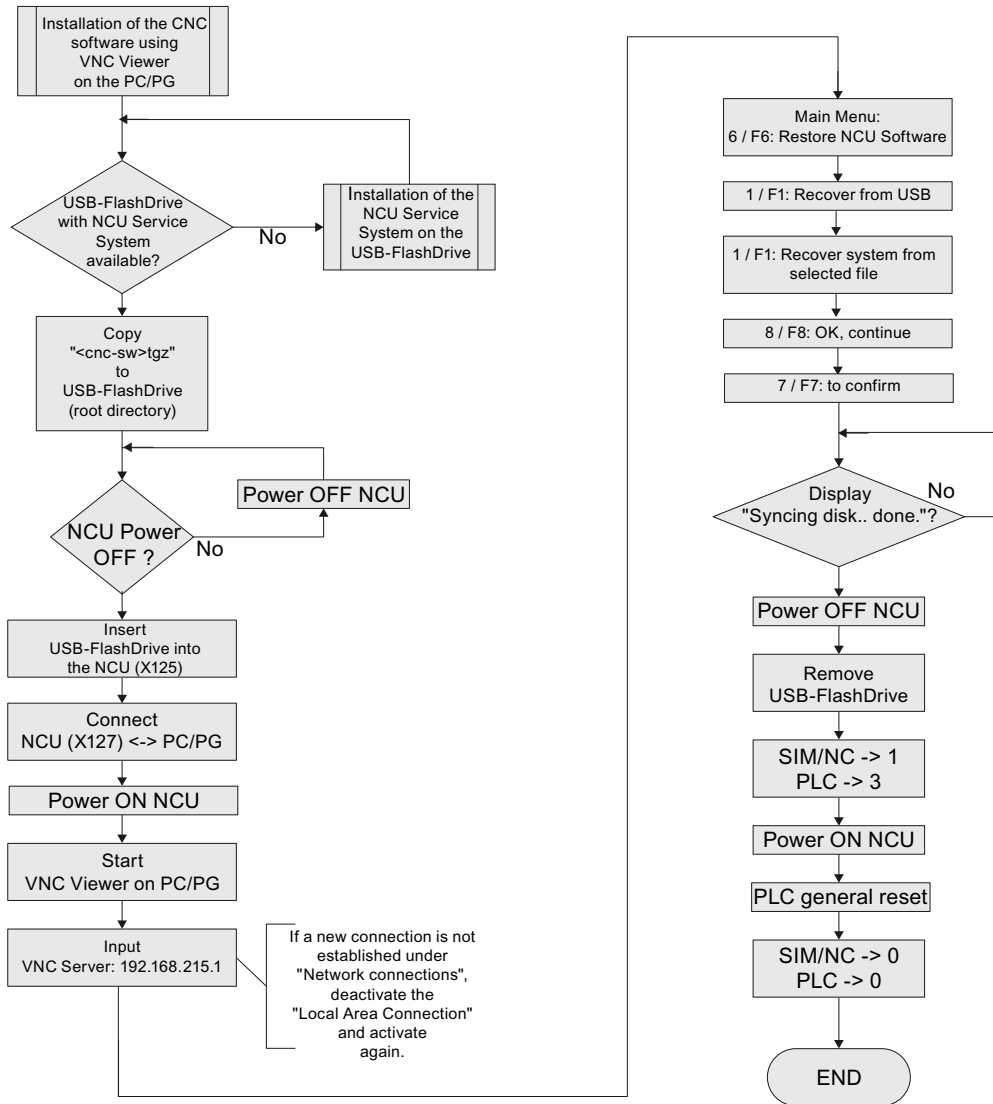 Installation of the CNC
software using
VNC Viewer
on the PC/PG
USB-FlashDrive
with NCU Service
System
available?
No
Installation of the
NCU Service
System on the
USB-FlashDrive
Copy
"<cnc-sw>tgz"
to
USB-FlashDrive
(root directory)
Power OFF NCU
NCU Power
OFF ?
No
Insert
USB-FlashDrive into
the NCU (X125)
Connect
NCU (X127) <-> PC/PG
Power ON NCU
Start
VNC Viewer on PC/PG
Input
VNC Server: 192.168.215.1
If a new connection is not
established under
"Network connections",
deactivate the
"Local Area Connection"
and activate
again.
Main Menu:
6 / F6: Restore NCU Software
1 / F1: Recover from USB
1 / F1: Recover system from
selected file
8 / F8: OK, continue
7 / F7: to confirm
Display
"Syncing disk.. done."?
No
Power OFF NCU
Remove
USB-FlashDrive
SIM/NC -> 1
PLC -> 3
Power ON NCU
PLC general reset
SIM/NC -> 0
PLC -> 0
END